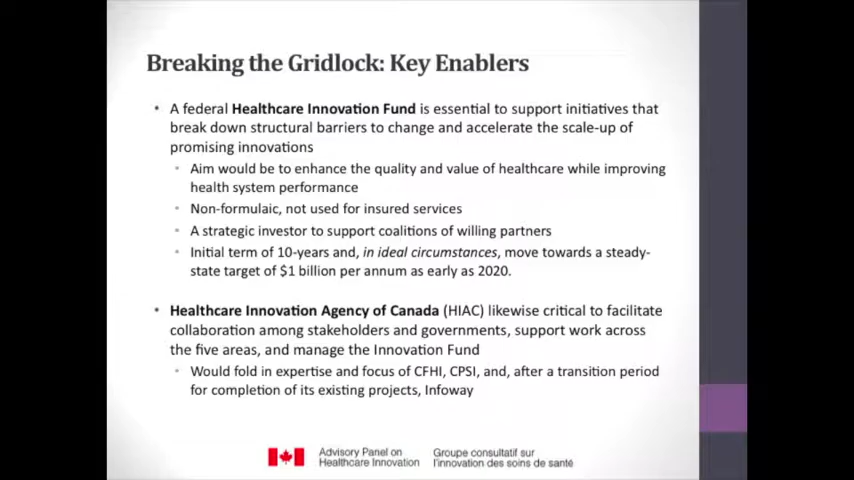 Breaking the Gridlock: Key Enablers
• A federal Healthcare Innovation Fund is essential to support initiatives that
break down structural barriers to change and accelerate the scale-up of
promising innovations
• Aim would be to enhance the quality and value of healthcare while improving
health system performance
• Non-formulaic, not used for insured services
• A strategic investor to support coalitions of willing partners
• Initial term of 10-years and, in ideal circumstances, move towards a steady-
state target of $1 billion per annum as early as 2020.
• Healthcare Innovation Agency of Canada (HIAC) likewise critical to facilitate
collaboration among stakeholders and governments, support work across
the five areas, and manage the Innovation Fund
• Would fold in expertise and focus of CFHI, CPSI, and, after a transition period
for completion of its existing projects, Infoway
Advisory Panel on
Healthcare Innovation
Groupe consultatif sur
l'innovation des soins de santé